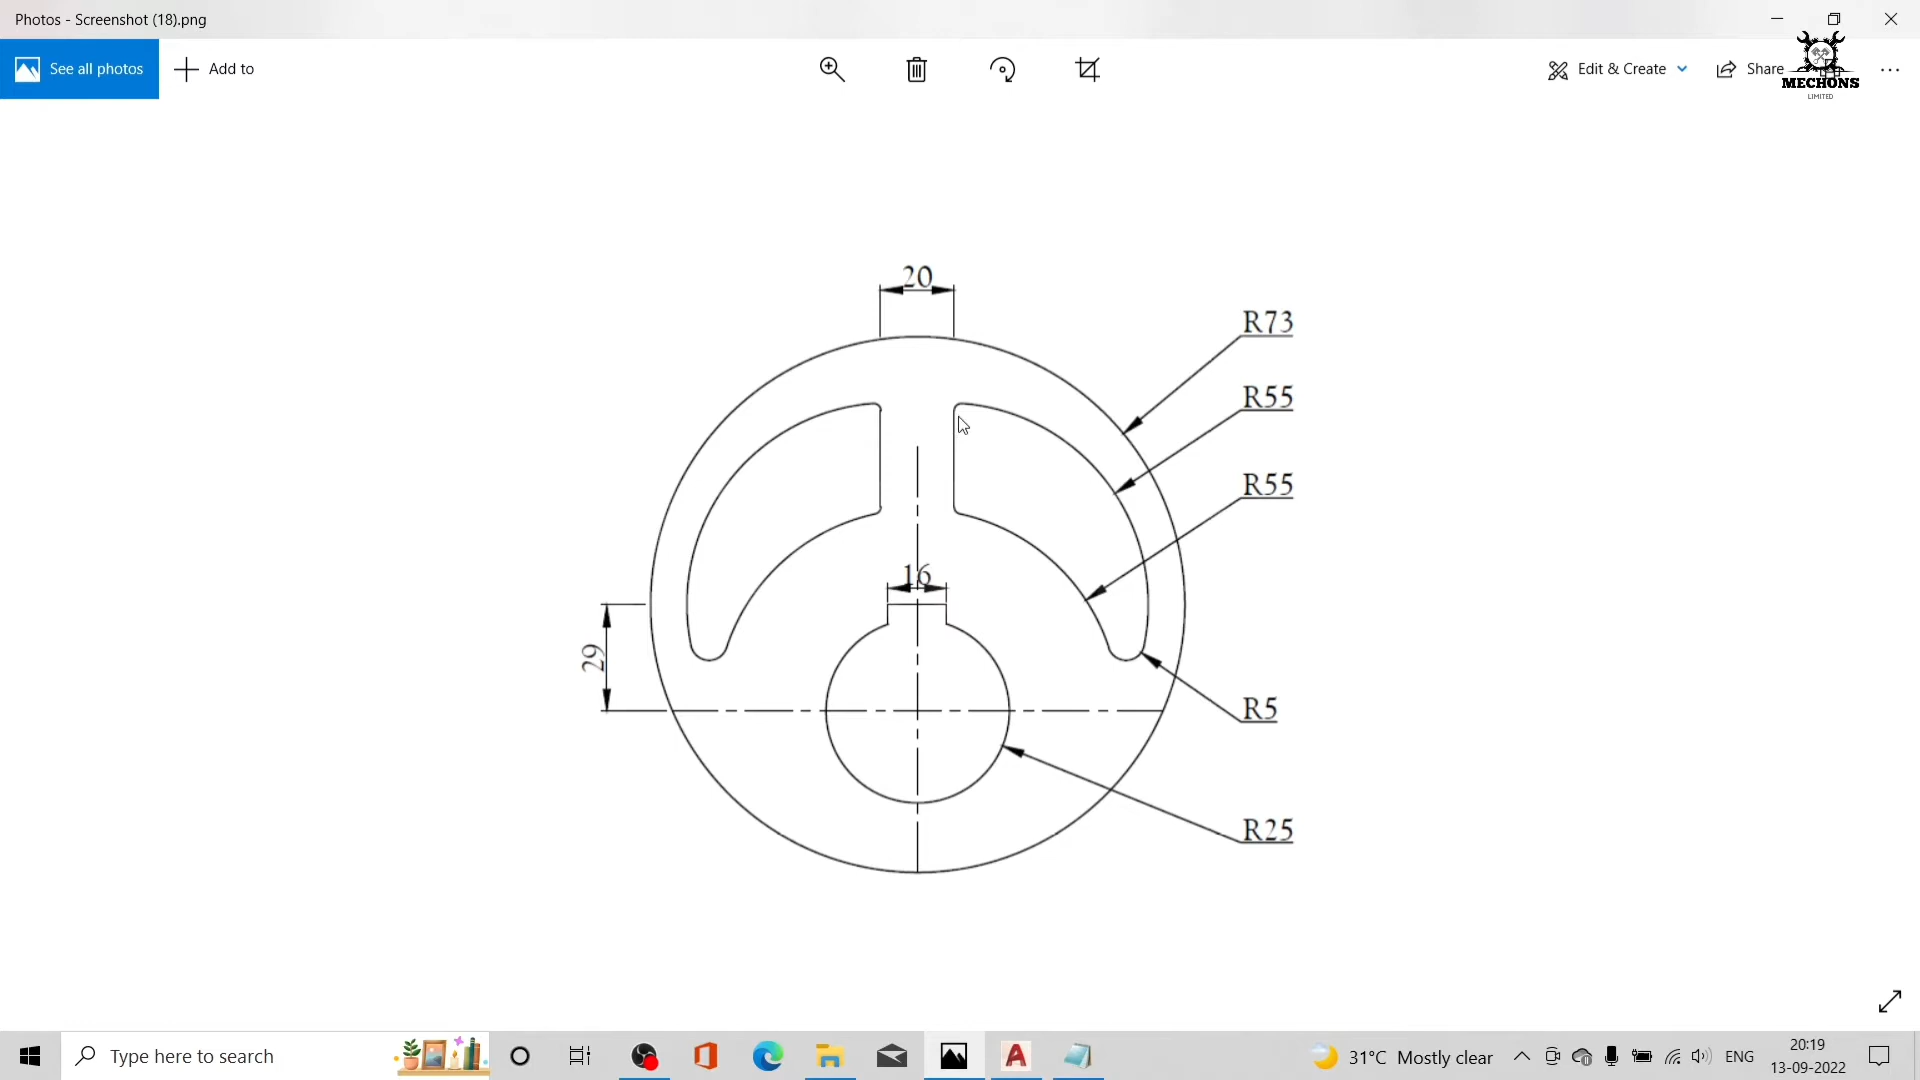 Photos - Screenshot (18).png
See all photos
Add to
Edit & Create
Share
MECHONS
LIMITED
20
R73
R55
R55
16
29
R5
R25
Type here to search
31°C Mostly clear
ENG
20:19
13-09-2022